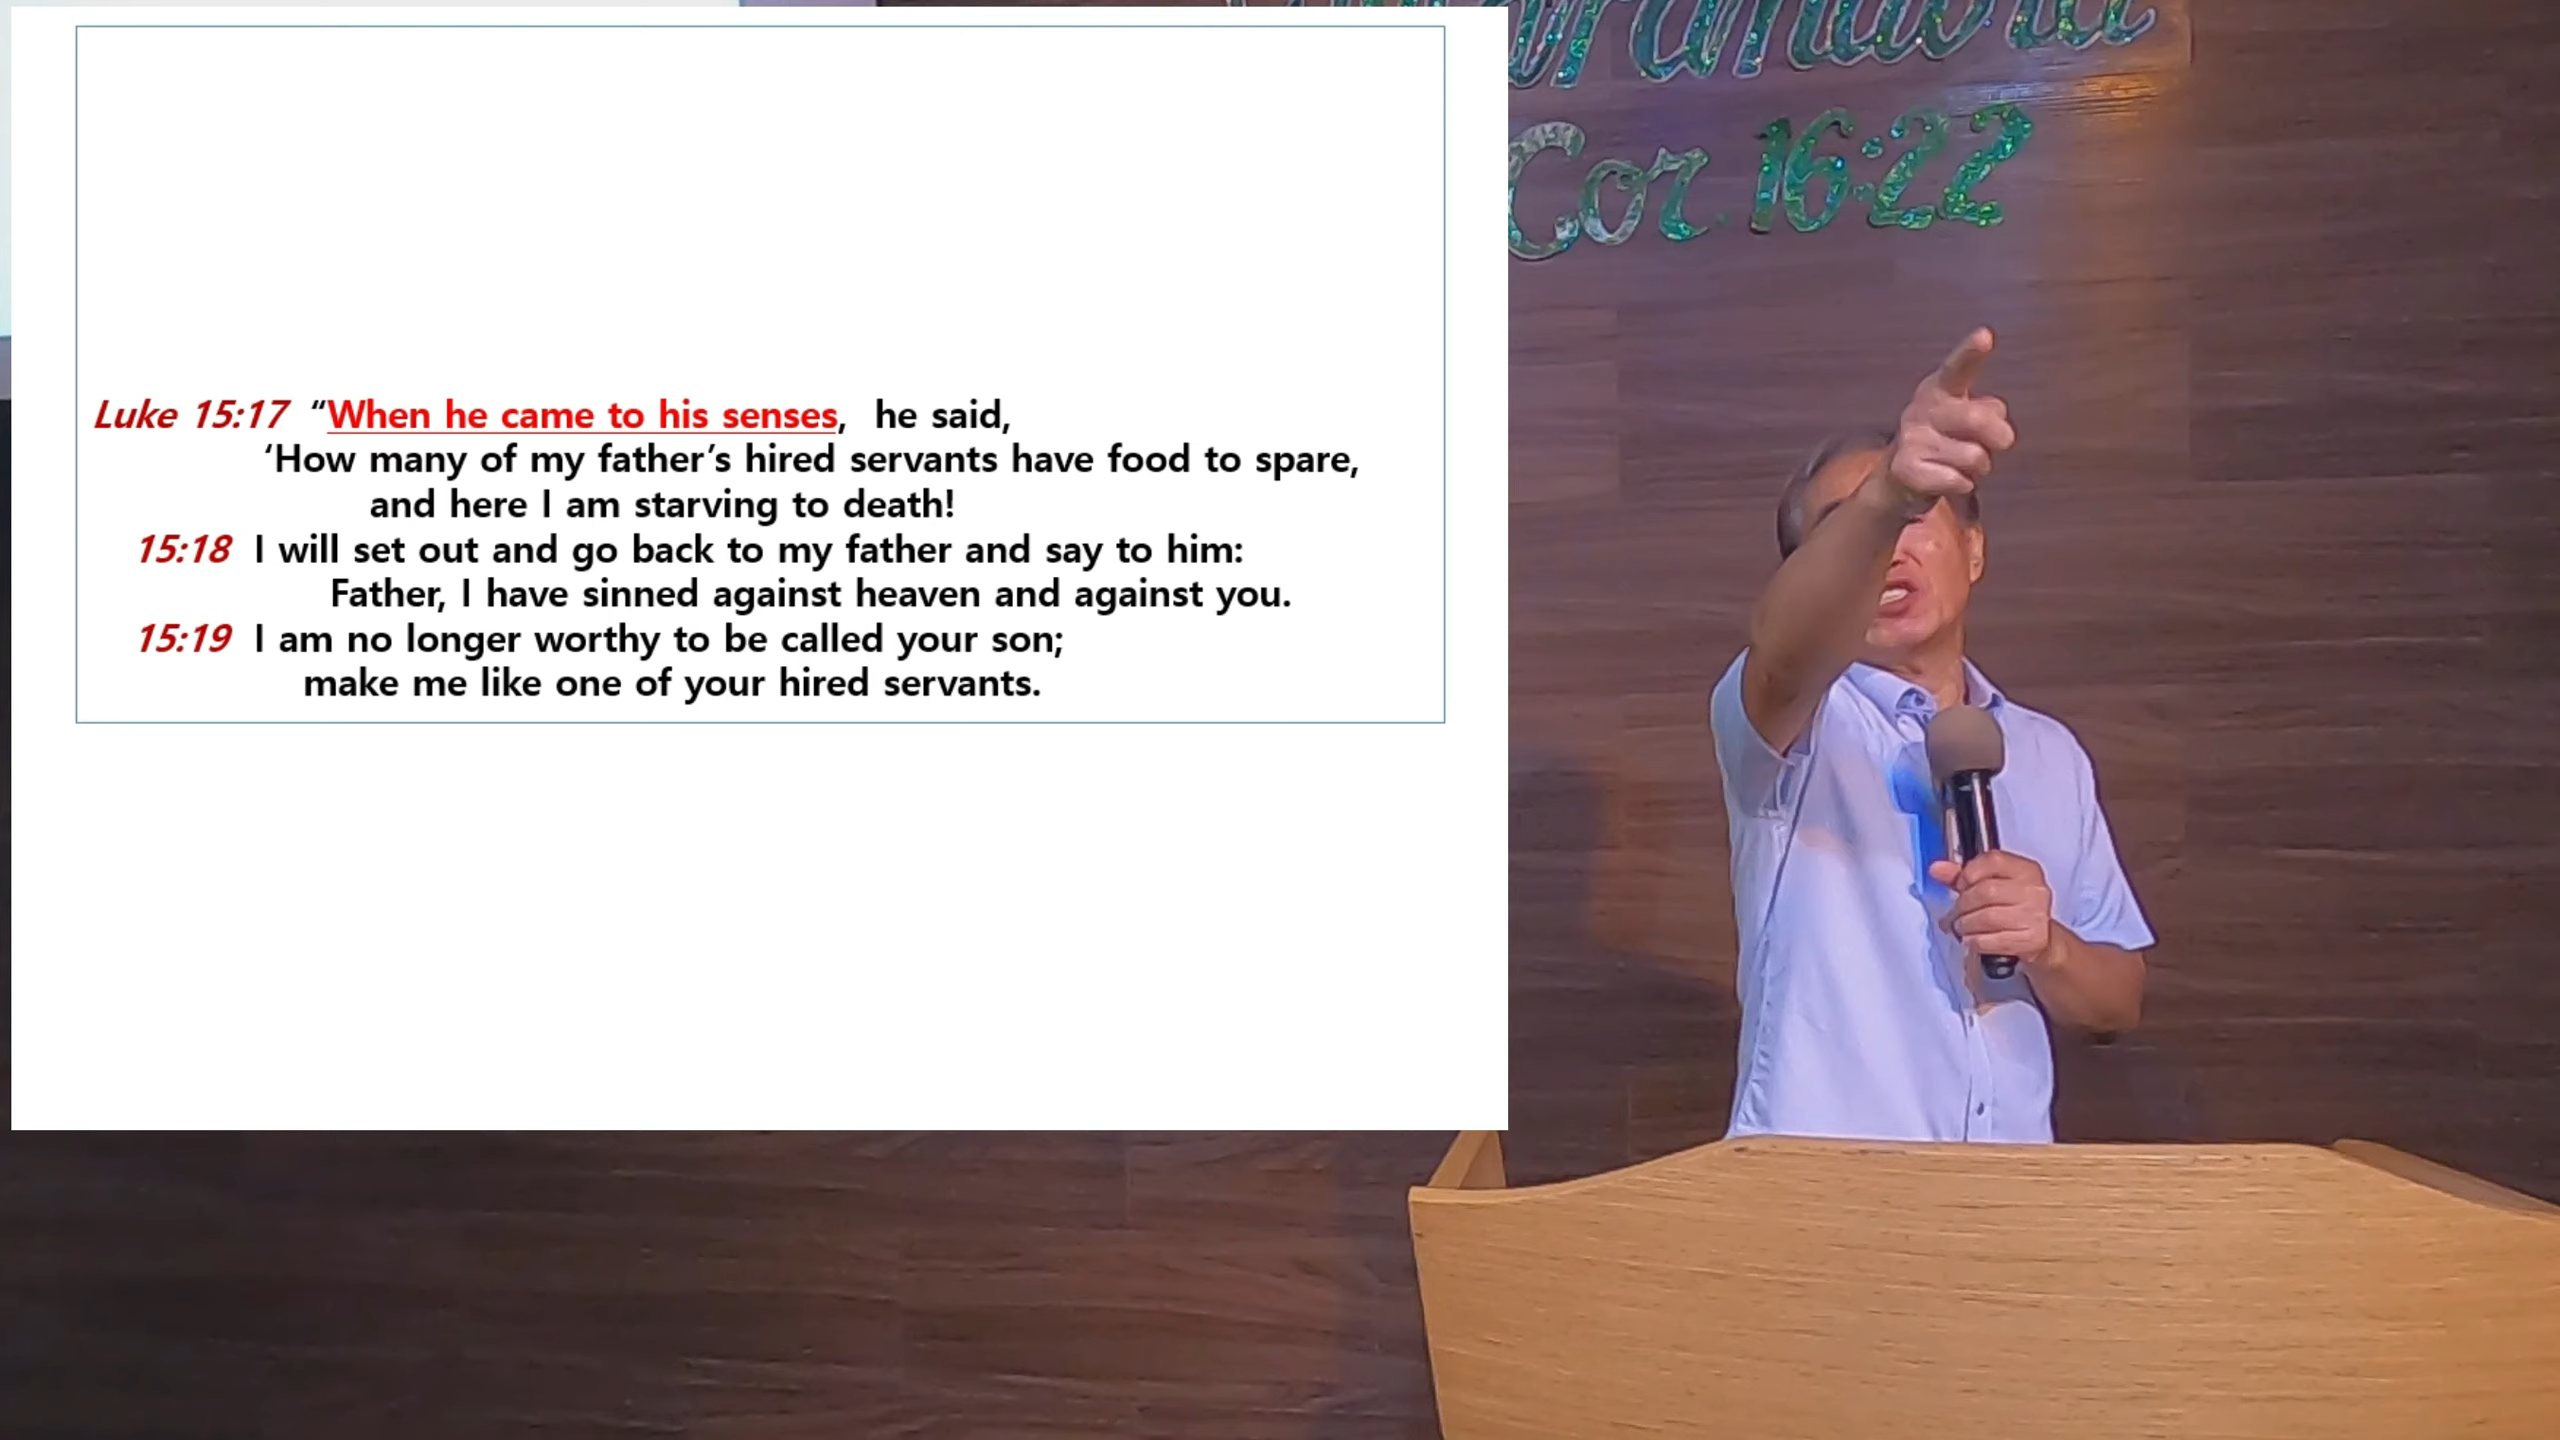 Luke 15:17 “When he came to his senses, he said,
‘How many of my father’s hired servants have food to spare,
and here I am starving to death!
15:18 I will set out and go back to my father and say to him:
Father, I have sinned against heaven and against you.
15:19 I am no longer worthy to be called your son;
make me like one of your hired servants.
Cor. 16:22